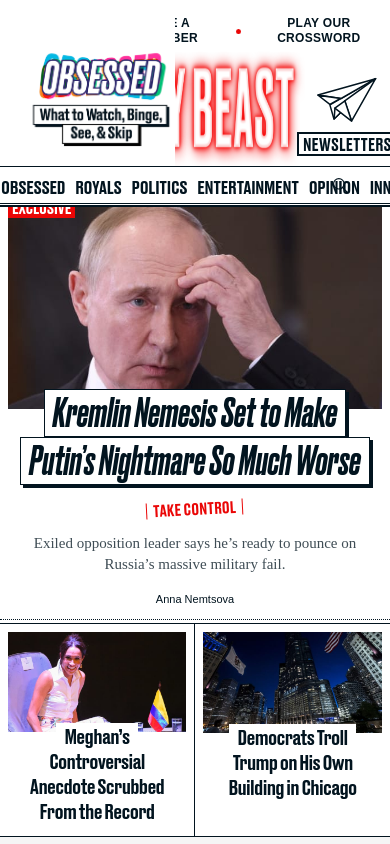 PLAY OUR
CROSSWORD
OBSESSED
What to Watch, Binge,
See, & Skip
BEAST
NEWSLETTERS
OBSESSED ROYALS POLITICS ENTERTAINMENT OPINION INN
EXCLUSIVE
Kremlin Nemesis Set to Make
Putin's Nightmare So Much Worse
TAKE CONTROL
Exiled opposition leader says he's ready to pounce on
Russia's massive military fail.
Anna Nemtsova
Meghan's
Controversial
Anecdote Scrubbed
From the Record
Democrats Troll
Trump on His Own
Building in Chicago